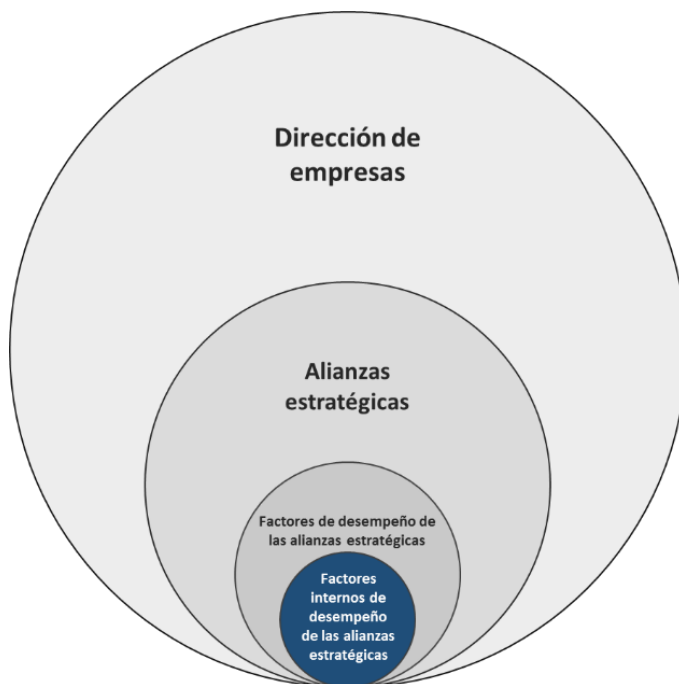 Dirección de
empresas
Alianzas
estratégicas
Factores de desempeño de
las alianzas estratégicas
Factores
internos de
desempeño
de las alianzas
estratégicas